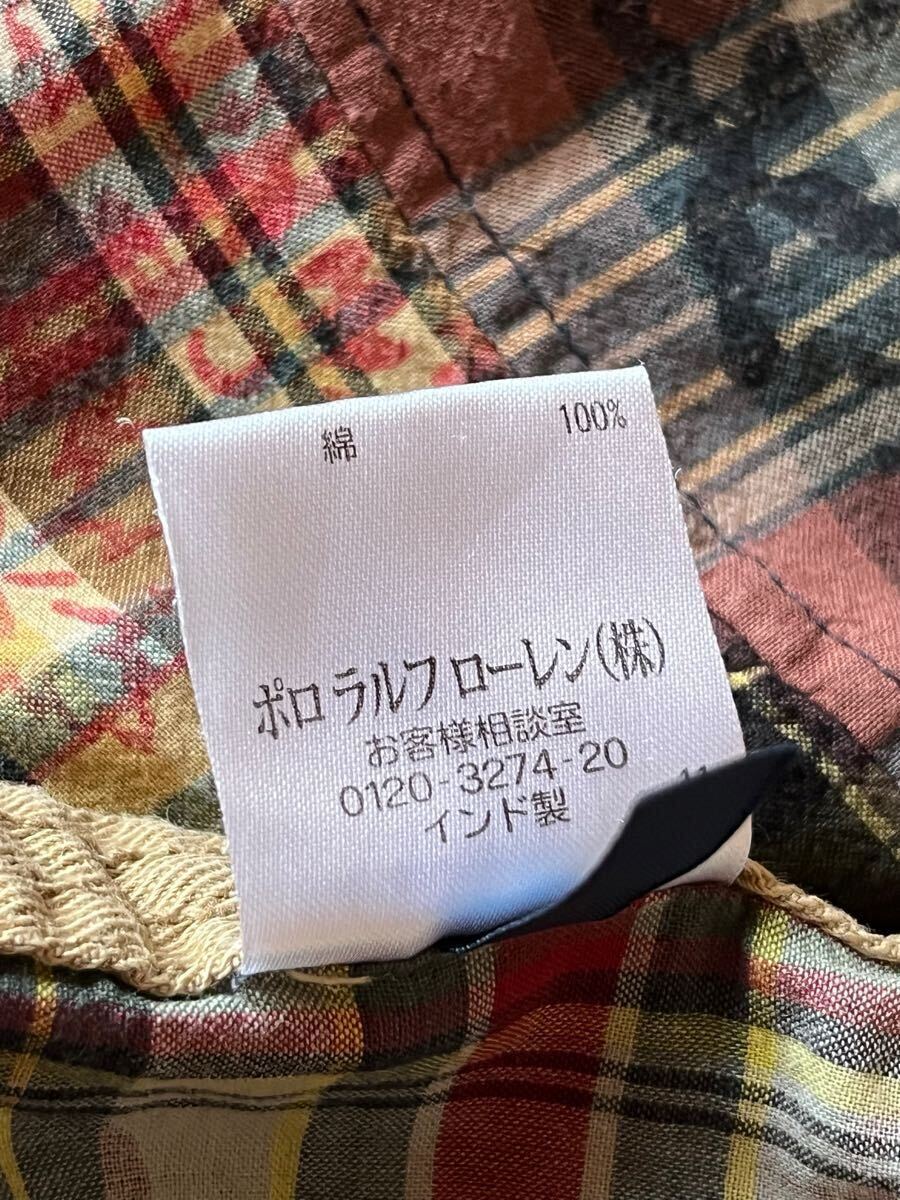 綿 100%
ポロ ラルフ ローレン(株)
お客様相談室
0120-3274-20
インド製